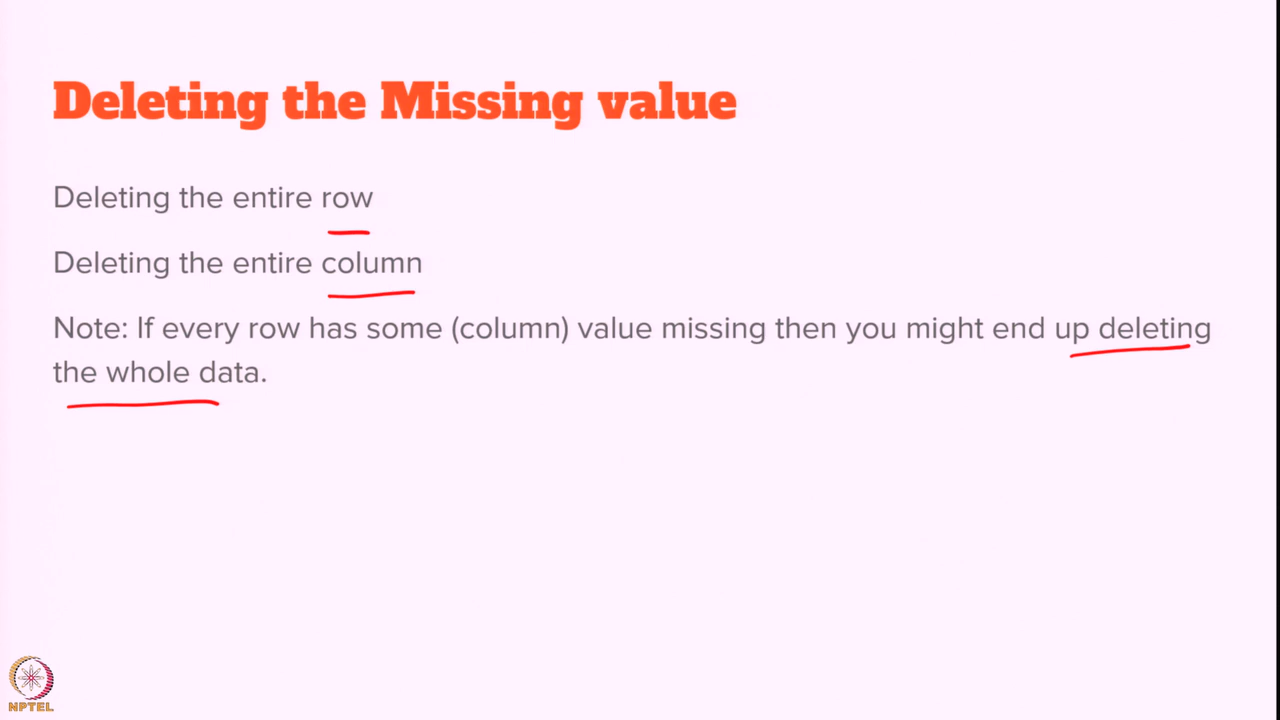 Deleting the Missing value
Deleting the entire row
Deleting the entire column
Note: If every row has some (column) value missing then you might end up deleting
the whole data.
NPTEL